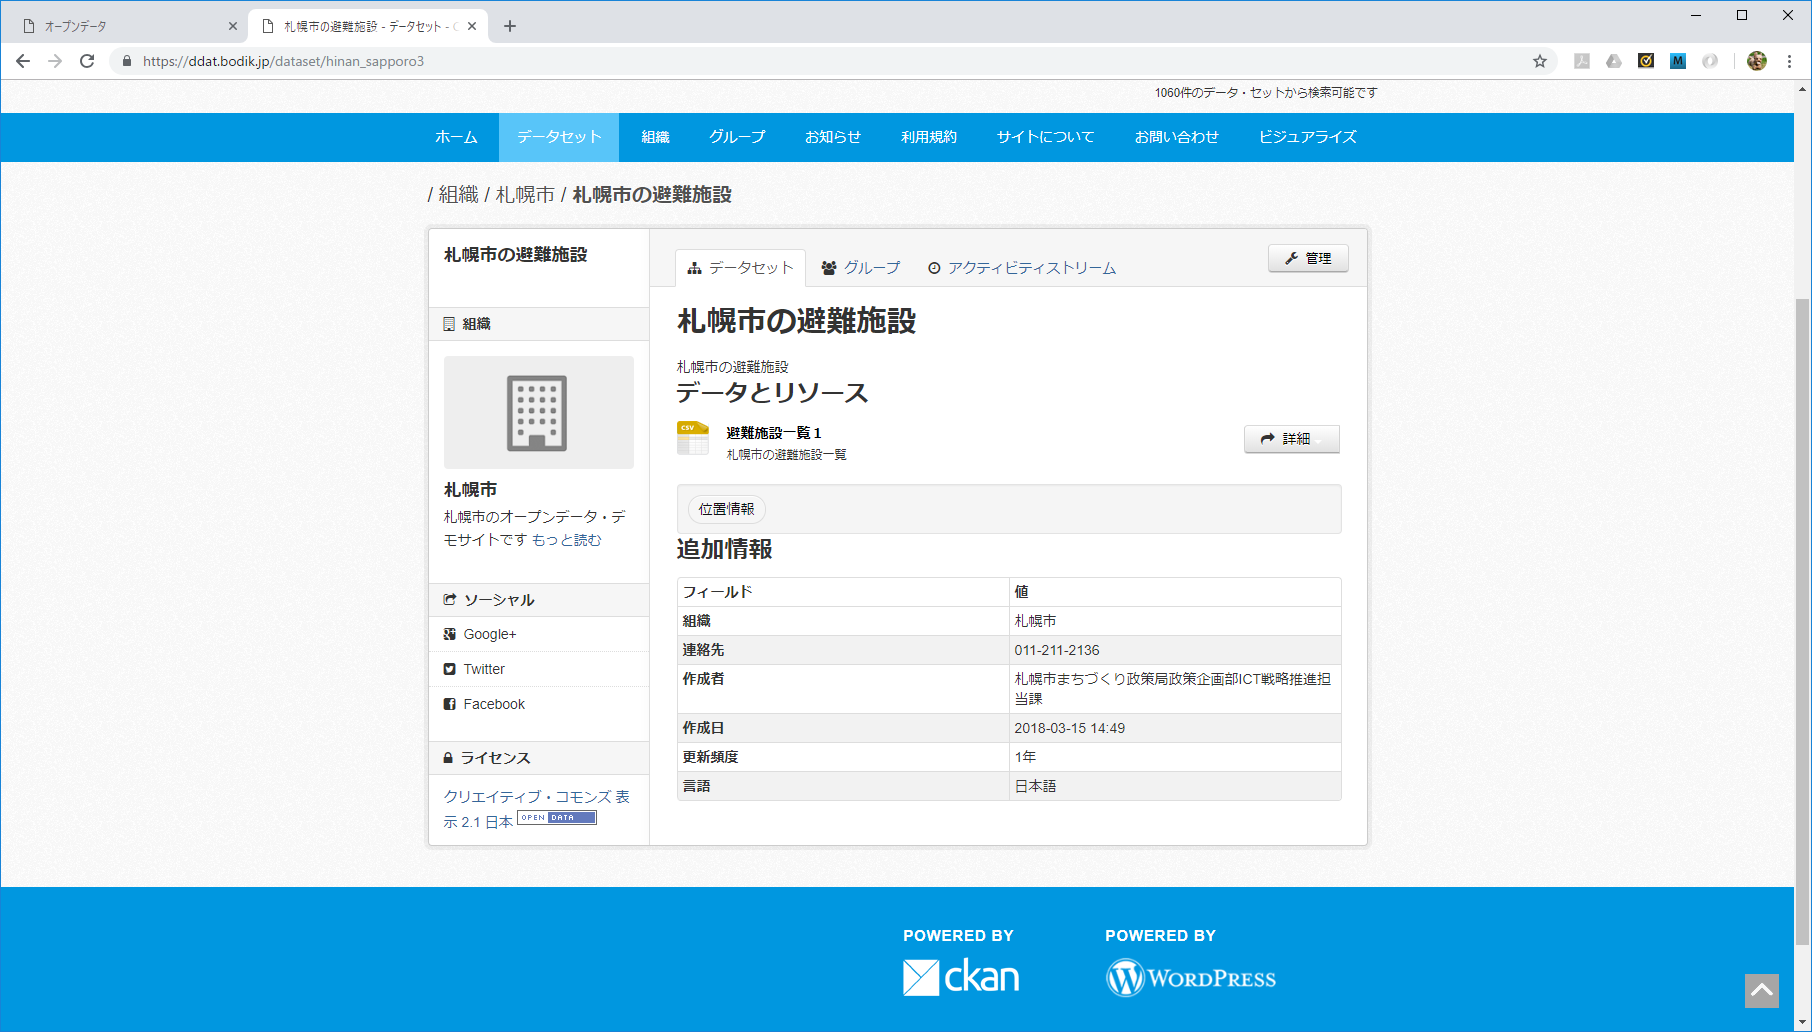 オープンデータ
札幌市の避難施設 - データセット -
https://ddat.bodik.jp/dataset/hinan_sapporo3
1060件のデータ・セットから検索可能です
ホーム データセット 組織 グループ お知らせ 利用規約 サイトについて お問い合わせ ビジュアライズ
/ 組織 / 札幌市 / 札幌市の避難施設
札幌市の避難施設
組織
札幌市
札幌市のオープンデータ・デ
モサイトです もっと読む
ソーシャル
Google+
Twitter
Facebook
ライセンス
クリエイティブ・コモンズ 表
示 2.1 日本 OPEN DATA
データセット グループ アクティビティストリーム
管理
札幌市の避難施設
札幌市の避難施設
データとリソース
CSV
避難施設一覧１
札幌市の避難施設一覧
詳細
位置情報
追加情報
フィールド 値
組織 札幌市
連絡先 011-211-2136
作成者 札幌市まちづくり政策局政策企画部ICT戦略推進担
当課
作成日 2018-03-15 14:49
更新頻度 1年
言語 日本語
POWERED BY
ckan
POWERED BY
WORDPRESS